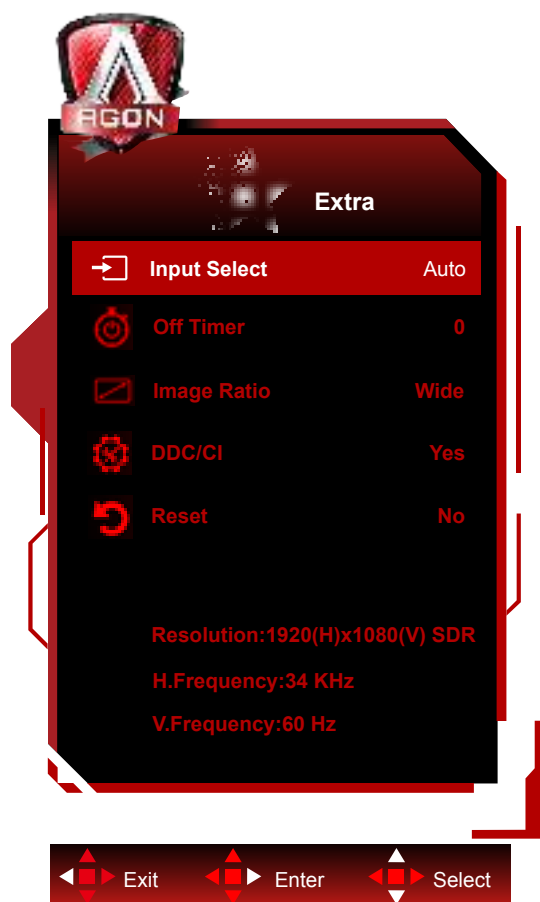 AGON
Extra
Input Select Auto
Off Timer 0
Image Ratio Wide
DDC/CI Yes
Reset No
Resolution:1920(H)x1080(V) SDR
H.Frequency:34 KHz
V.Frequency:60 Hz
Exit Enter Select